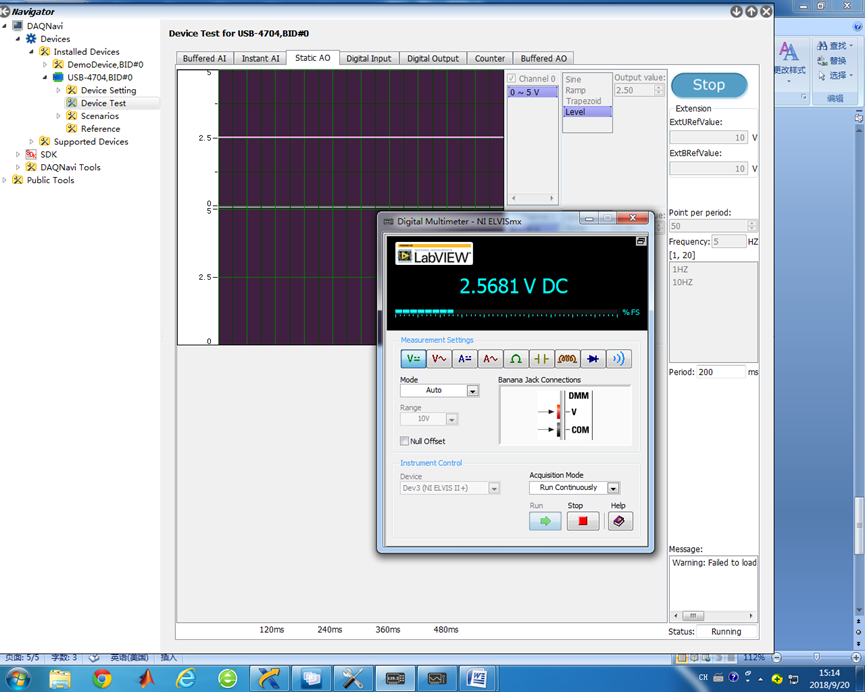 Navigator
DAQNavi
Devices
Installed Devices
DemoDevice,BID#0
USB-4704,BID#0
Device Setting
Device Test
Scenarios
Reference
Supported Devices
SDK
DAQNavi Tools
Public Tools
Device Test for USB-4704,BID#0
Buffered AI
Instant AI
Static AO
Digital Input
Digital Output
Counter
Buffered AO
5
2.5
0
5
2.5
0
120ms
240ms
360ms
480ms
Channel 0
0 ~ 5 V
Sine
Ramp
Trapezoid
Level
Output value:
2.50
Stop
Extension
ExtURefValue:
10 V
ExtBRefValue:
10 V
Point per period:
50
Frequency: 5 HZ
[1, 20]
1HZ
10HZ
Period: 200 ms
Message:
Warning: Failed to load
Status: Running
Digital Multimeter - NI ELVISmx
LabVIEW
2.5681 V DC
% FS
Measurement Settings
V=
V~
A=
A~
Ω
Mode
Auto
Range
10V
Null Offset
Banana Jack Connections
DMM
V
COM
Instrument Control
Device
Dev3 (NI ELVIS II+)
Acquisition Mode
Run Continuously
Run
Stop
Help
更改样式
查找
替换
选择
编辑
页面: 5/5
字数: 3
英语(美国)
插入
112%
CH
15:14
2018/9/20